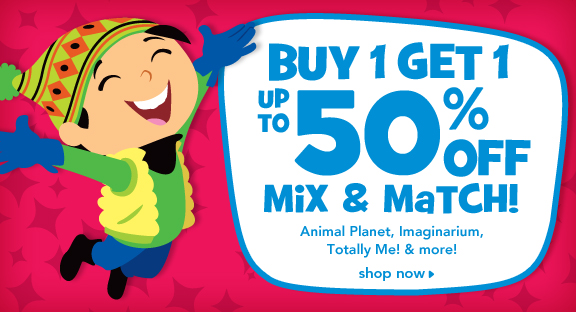 BUY 1 GET 1
UP TO 50% OFF
MiX & MaTCH!
Animal Planet, Imaginarium,
Totally Me! & more!
shop now